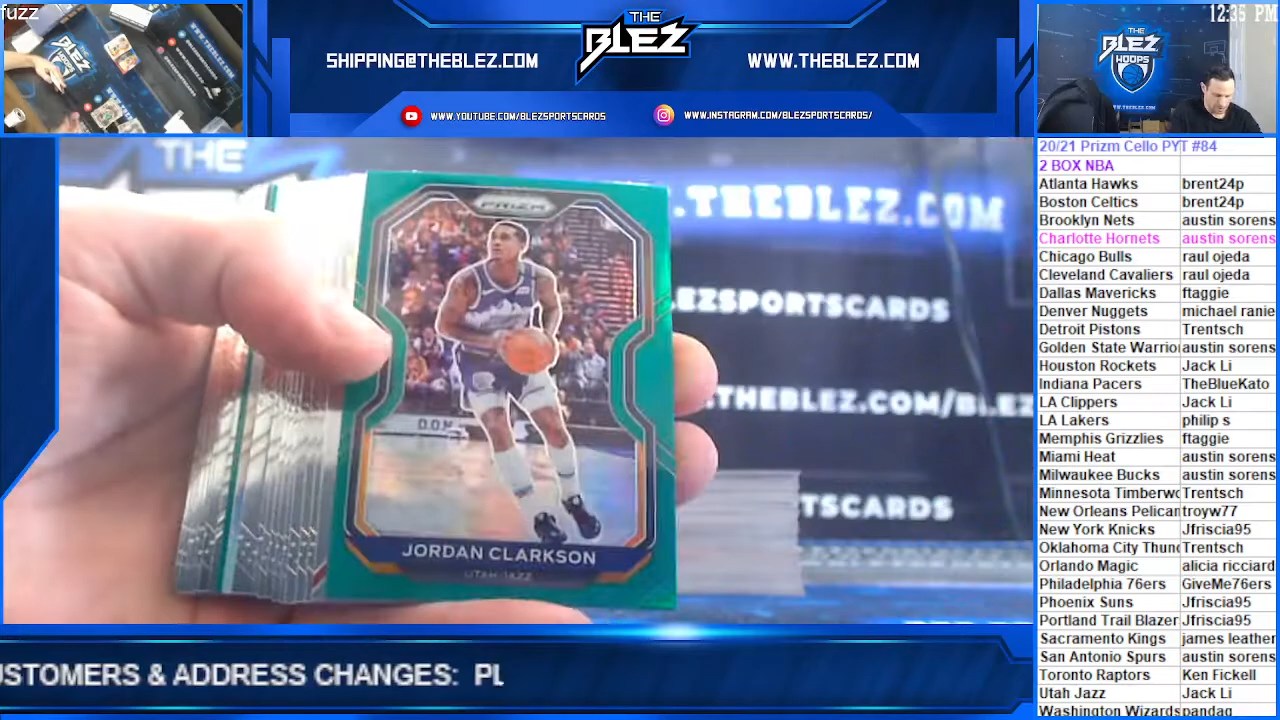 fuzz
THE
BLEZ
SHIPPING@THEBLEZ.COM
WWW.THEBLEZ.COM
WWW.YOUTUBE.COM/BLEZSPORTSCARDS
WWW.INSTAGRAM.COM/BLEZSPORTSCARDS/
12:35 PM
THE
BLEZ
HOOPS
THE
.THEBLEZ.COM
LEZSPORTSCARDS
.THEBLEZ.COM/BLEZ
RTSCARDS
PRIZM
JORDAN CLARKSON
UTAH JAZZ
20/21 Prizm Cello PYT #84
2 BOX NBA
Atlanta Hawks brent24p
Boston Celtics brent24p
Brooklyn Nets austin sorens
Charlotte Hornets austin sorens
Chicago Bulls raul ojeda
Cleveland Cavaliers raul ojeda
Dallas Mavericks ftaggie
Denver Nuggets michael ranie
Detroit Pistons Trentsch
Golden State Warrio austin sorens
Houston Rockets Jack Li
Indiana Pacers TheBlueKato
LA Clippers Jack Li
LA Lakers philip s
Memphis Grizzlies ftaggie
Miami Heat austin sorens
Milwaukee Bucks austin sorens
Minnesota Timberwo Trentsch
New Orleans Pelican troyw77
New York Knicks Jfriscia95
Oklahoma City Thund Trentsch
Orlando Magic alicia ricciard
Philadelphia 76ers GiveMe76ers
Phoenix Suns Jfriscia95
Portland Trail Blazer Jfriscia95
Sacramento Kings james leather
San Antonio Spurs austin sorens
Toronto Raptors Ken Fickell
Utah Jazz Jack Li
Washington Wizards pandag
USTOMERS & ADDRESS CHANGES: PL